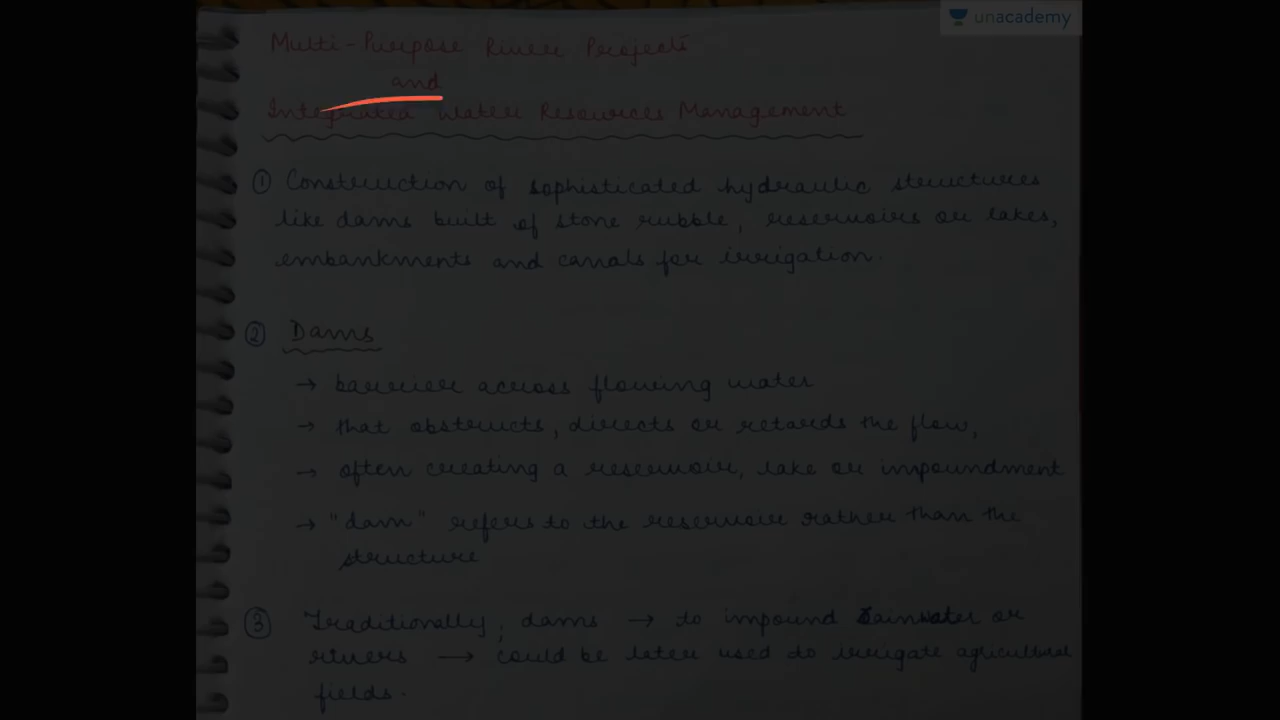 unacademy
Multi-Purpose River Projects
and
Integrated Water Resources Management
① Construction of sophisticated hydraulic structures
like dams built of stone rubble, reservoirs or lakes,
embankments and canals for irrigation.
② Dams
→ barrier across flowing water
→ that obstructs, directs or retards the flow,
→ often creating a reservoir, lake or impoundment
→ "dam" refers to the reservoir rather than the
structure
③ Traditionally, dams → to impound rainwater or
rivers → could be later used to irrigate agricultural
fields.